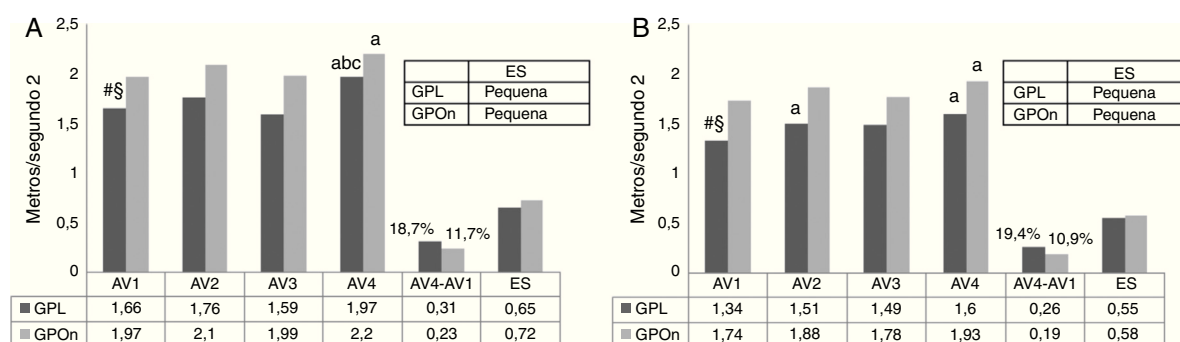 A
Metros/segundo 2
2,5
2
1,5
1
0,5
0
#§
abc
a
18,7%
11,7%
ES
GPL Pequena
GPOn Pequena
AV1 AV2 AV3 AV4 AV4-AV1 ES
GPL 1,66 1,76 1,59 1,97 0,31 0,65
GPOn 1,97 2,1 1,99 2,2 0,23 0,72
B
Metros/segundo 2
2,5
2
1,5
1
0,5
0
#§
a
a
a
19,4%
10,9%
ES
GPL Pequena
GPOn Pequena
AV1 AV2 AV3 AV4 AV4-AV1 ES
GPL 1,34 1,51 1,49 1,6 0,26 0,55
GPOn 1,74 1,88 1,78 1,93 0,19 0,58